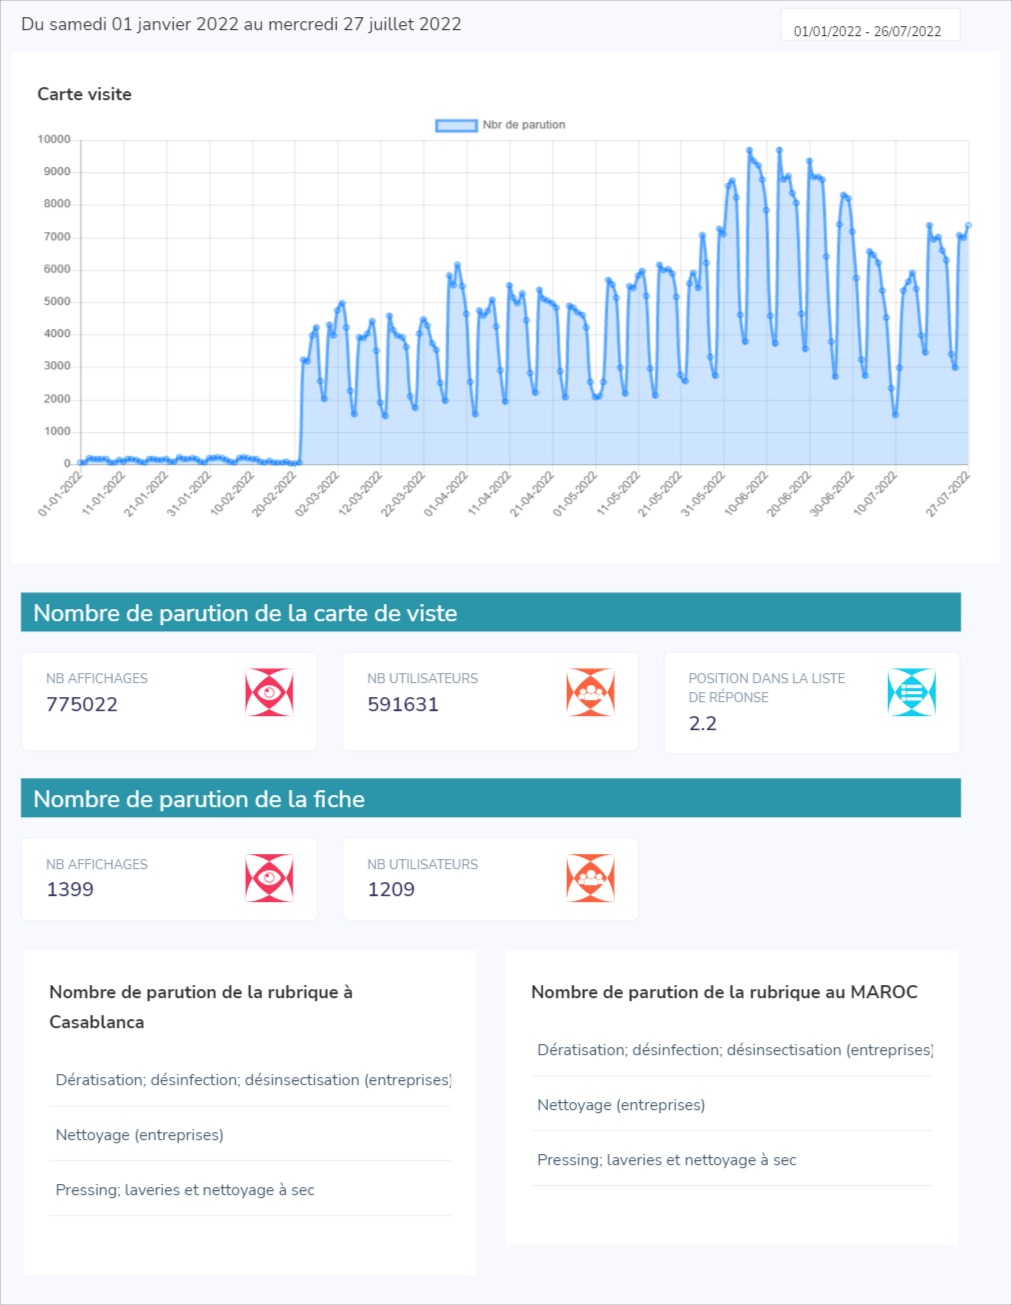 Du samedi 01 janvier 2022 au mercredi 27 juillet 2022
01/01/2022 - 26/07/2022
Carte visite
Nbr de parution
10000
9000
8000
7000
6000
5000
4000
3000
2000
1000
0
01-01-2022
11-01-2022
21-01-2022
31-01-2022
10-02-2022
20-02-2022
02-03-2022
12-03-2022
22-03-2022
01-04-2022
11-04-2022
21-04-2022
01-05-2022
11-05-2022
21-05-2022
31-05-2022
10-06-2022
20-06-2022
30-06-2022
10-07-2022
27-07-2022
Nombre de parution de la carte de viste
NB AFFICHAGES
775022
NB UTILISATEURS
591631
POSITION DANS LA LISTE
DE RÉPONSE
2.2
Nombre de parution de la fiche
NB AFFICHAGES
1399
NB UTILISATEURS
1209
Nombre de parution de la rubrique à
Casablanca
Dératisation; désinfection; désinsectisation (entreprises)
Nettoyage (entreprises)
Pressing; laveries et nettoyage à sec
Nombre de parution de la rubrique au MAROC
Dératisation; désinfection; désinsectisation (entreprises)
Nettoyage (entreprises)
Pressing; laveries et nettoyage à sec